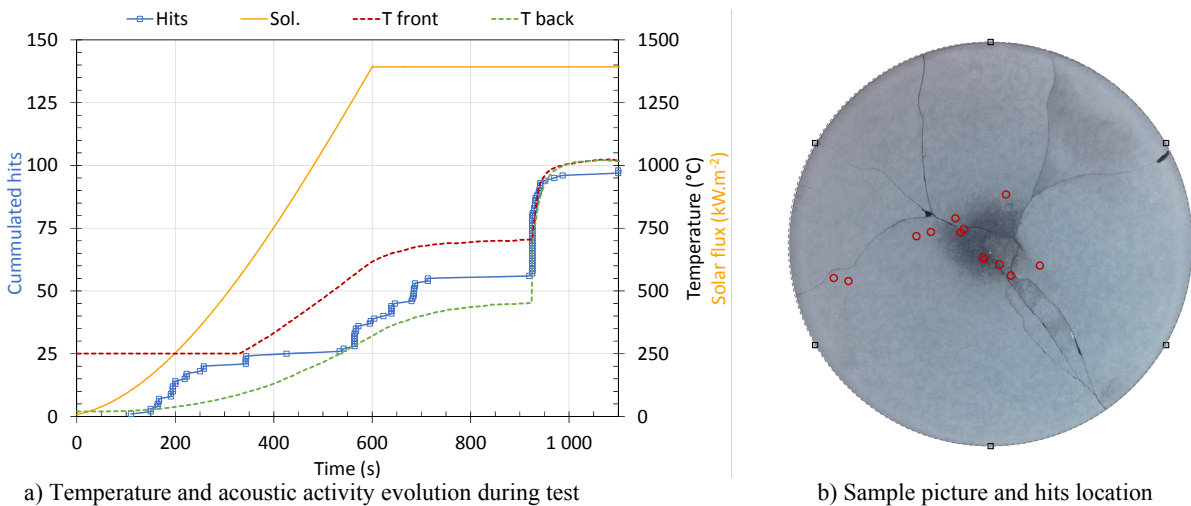 Hits Sol. T front T back
150 1500
125 1250
100 1000
75 750
50 500
25 250
0 0
0 200 400 600 800 1 000
Time (s)
Cummulated hits
Temperature (°C)
Solar flux (kW.m-2)
a) Temperature and acoustic activity evolution during test
b) Sample picture and hits location